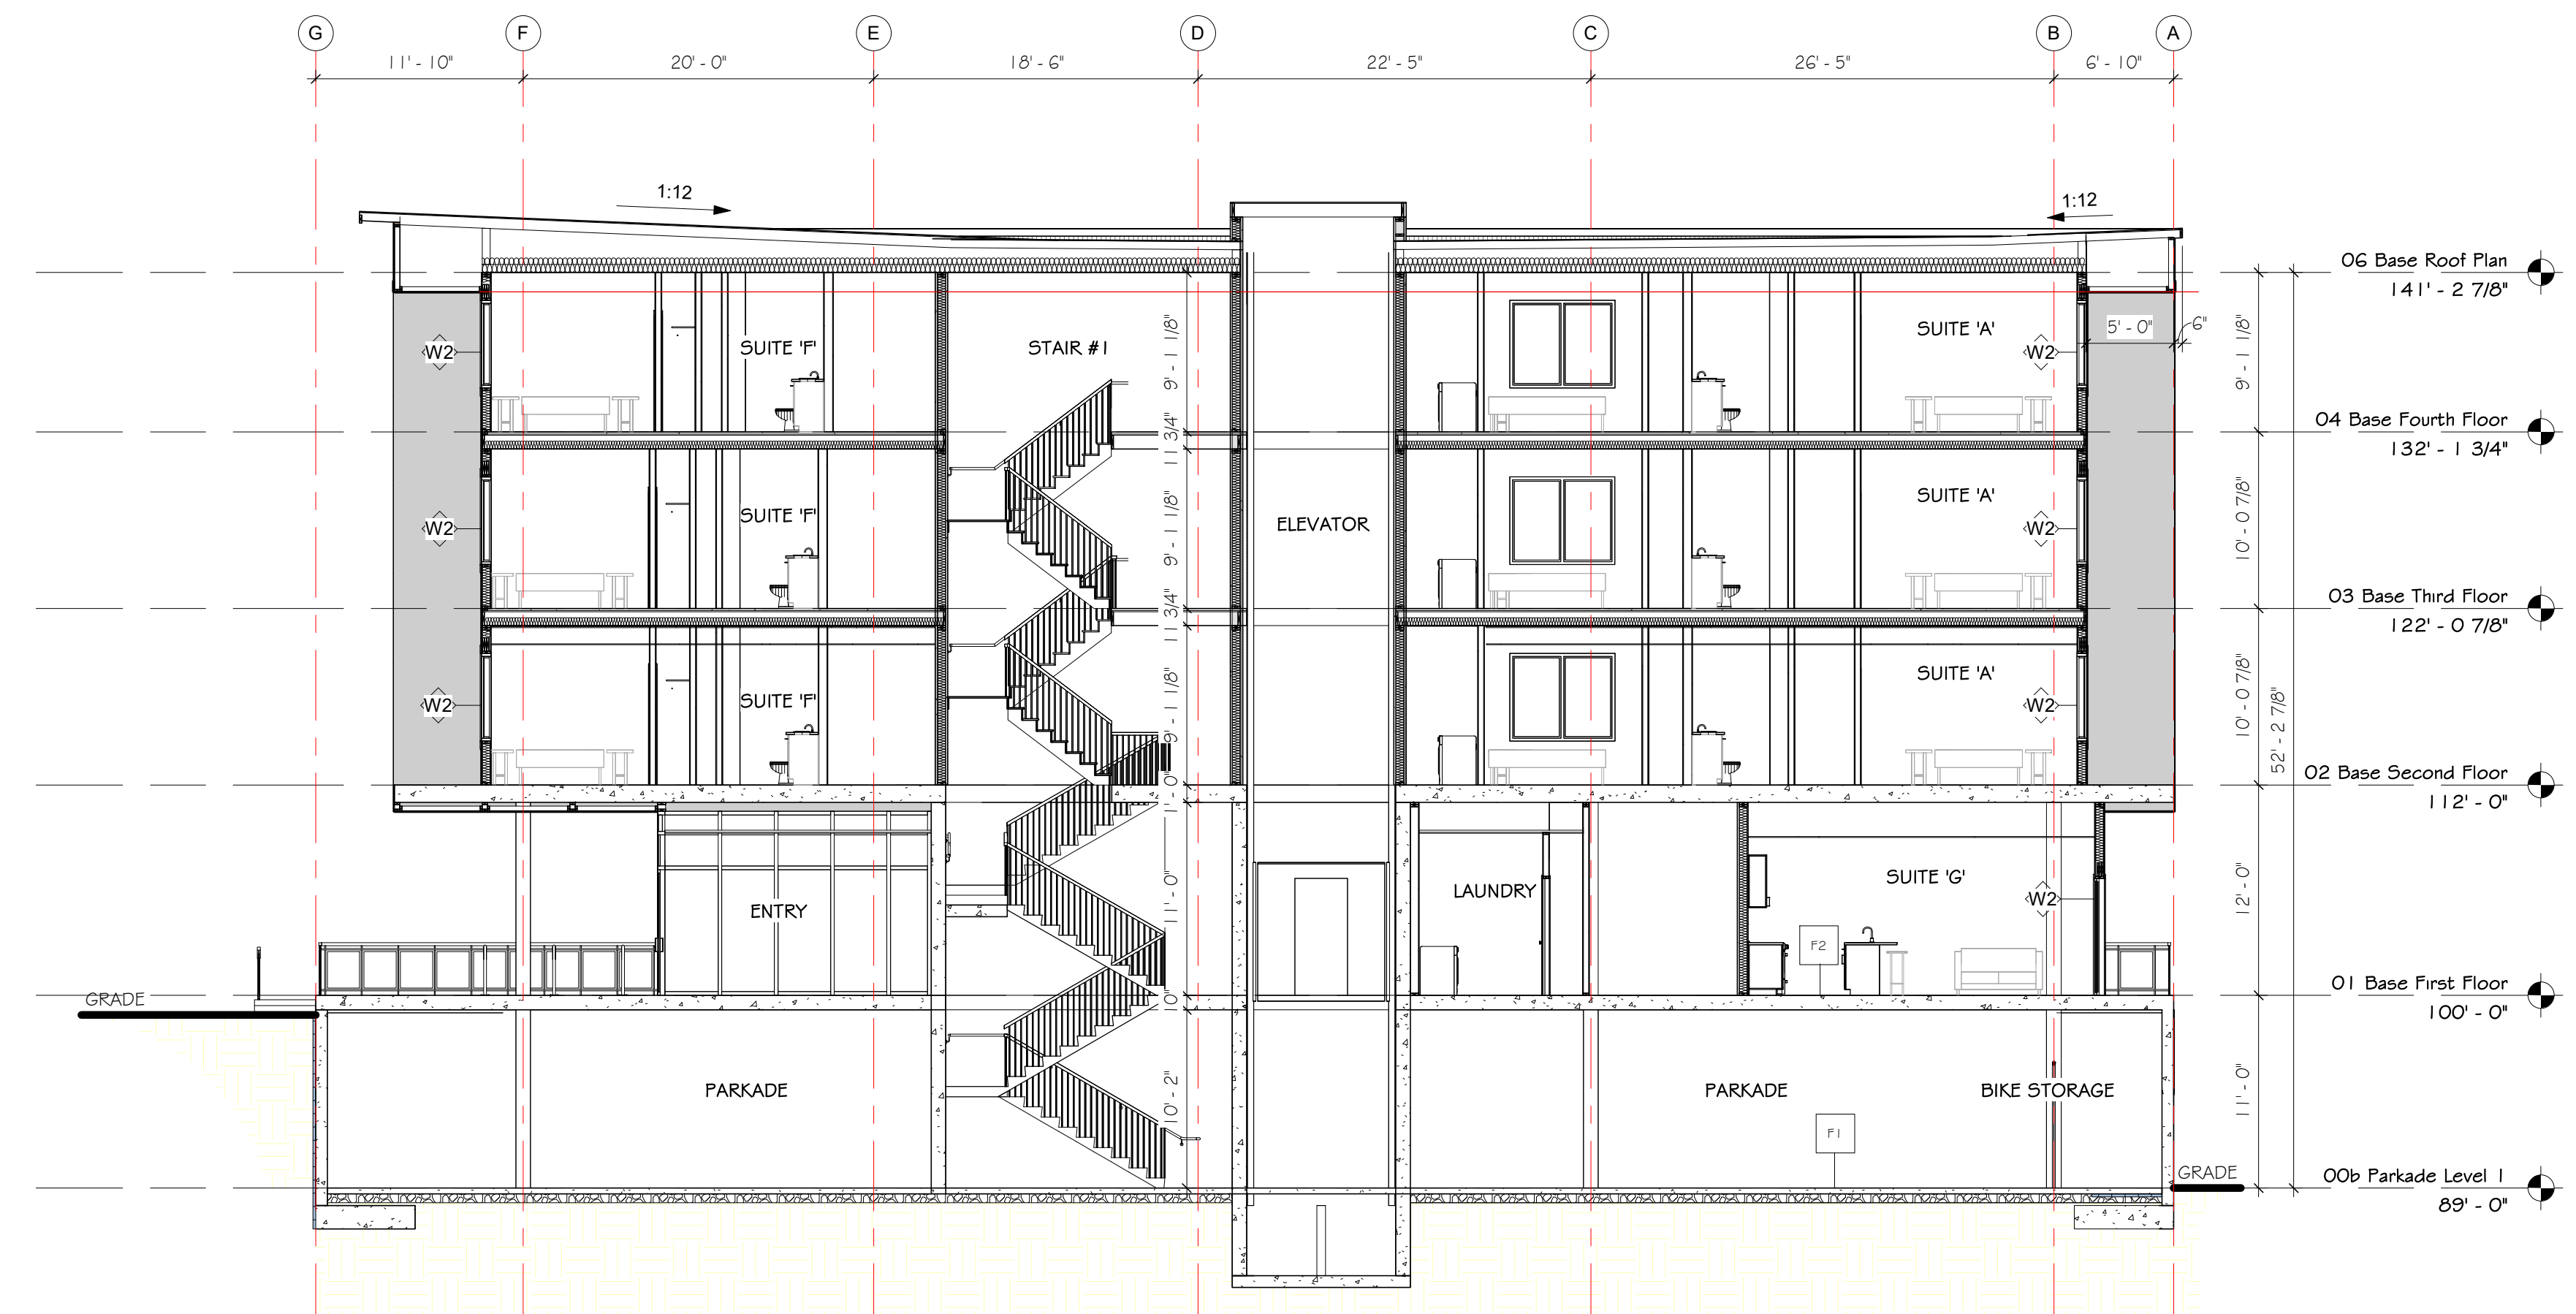 G F E D C B A
11' - 10" 20' - 0" 18' - 6" 22' - 5" 26' - 5" 6' - 10"
1:12 1:12
06 Base Roof Plan
141' - 2 7/8"
5' - 0" 6"
SUITE 'F' STAIR #1 9' - 1 1/8" SUITE 'A' 9' - 1 1/8"
W2 W2
04 Base Fourth Floor
132' - 1 3/4"
11 3/4"
SUITE 'F' 9' - 1 1/8" ELEVATOR SUITE 'A' 10' - 0 7/8"
W2 W2
03 Base Third Floor
122' - 0 7/8"
11 3/4"
SUITE 'F' 9' - 1 1/8" SUITE 'A' 10' - 0 7/8"
W2 W2
52' - 2 7/8"
02 Base Second Floor
112' - 0"
1' - 0"
ENTRY 11' - 0" LAUNDRY SUITE 'G' 12' - 0"
W2
F2
01 Base First Floor
100' - 0"
GRADE
10"
PARKADE 10' - 2" PARKADE BIKE STORAGE 11' - 0"
F1
GRADE
00b Parkade Level 1
89' - 0"